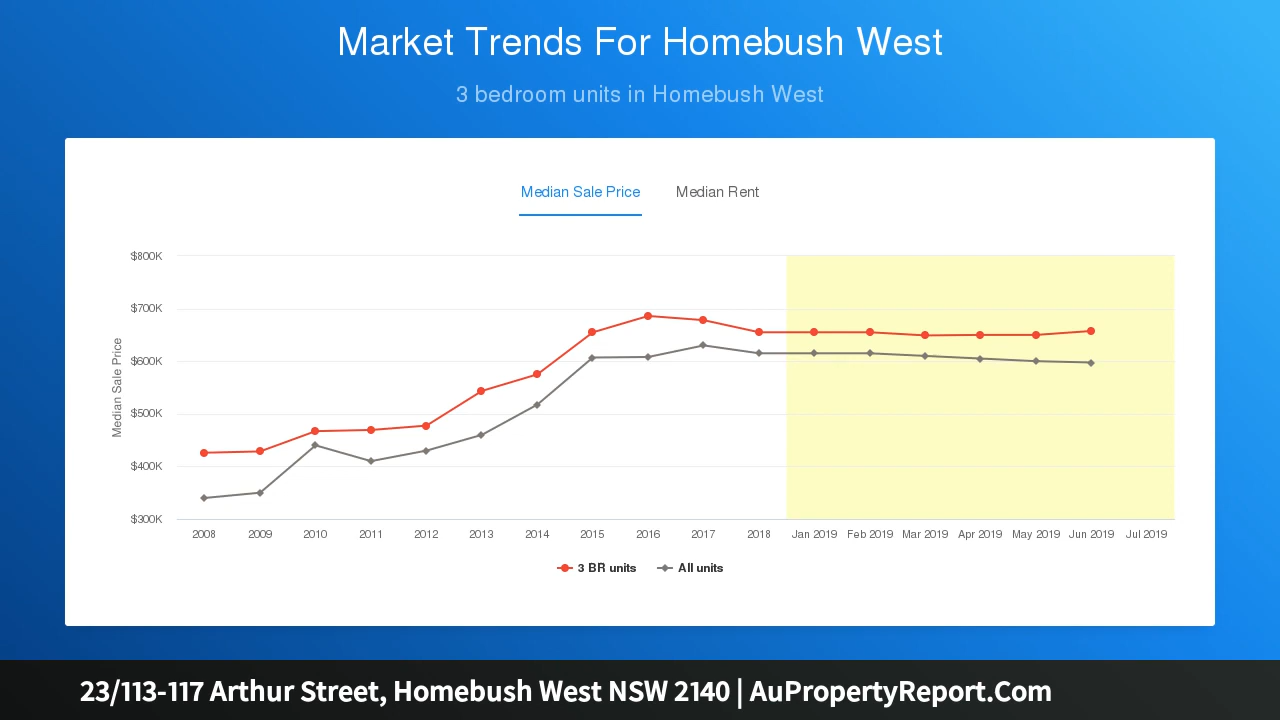 Market Trends For Homebush West
3 bedroom units in Homebush West
Median Sale Price Median Rent
$800K
$700K
$600K
$500K
$400K
$300K
Median Sale Price
2008 2009 2010 2011 2012 2013 2014 2015 2016 2017 2018 Jan 2019 Feb 2019 Mar 2019 Apr 2019 May 2019 Jun 2019 Jul 2019
3 BR units All units
23/113-117 Arthur Street, Homebush West NSW 2140 | AuPropertyReport.Com